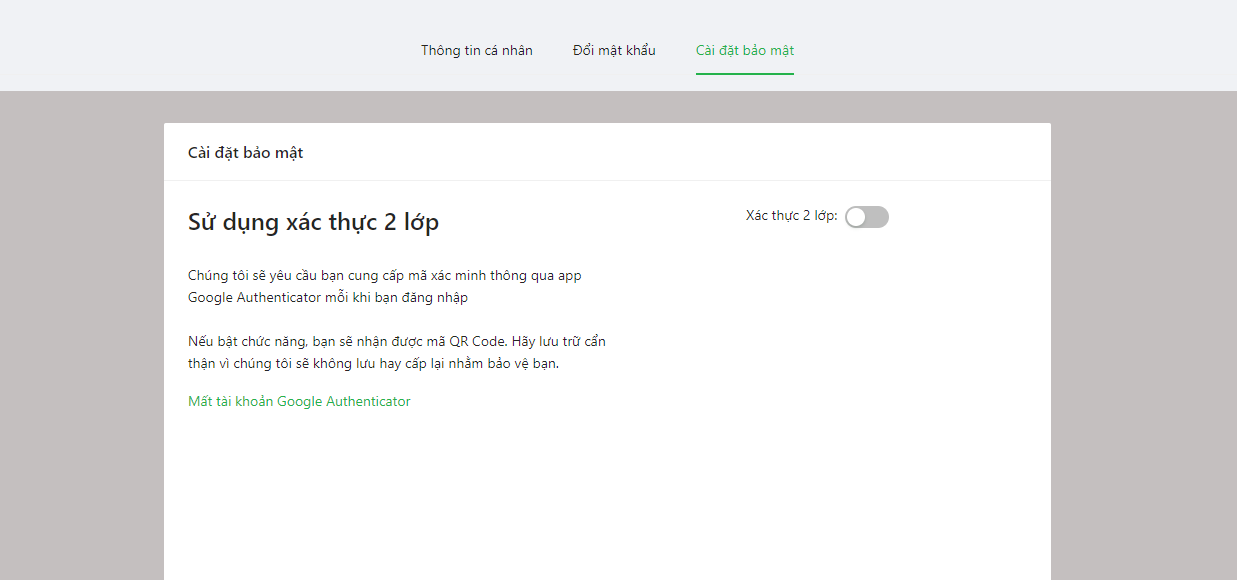 Thông tin cá nhân Đổi mật khẩu Cài đặt bảo mật
Cài đặt bảo mật
Sử dụng xác thực 2 lớp
Xác thực 2 lớp:
Chúng tôi sẽ yêu cầu bạn cung cấp mã xác minh thông qua app
Google Authenticator mỗi khi bạn đăng nhập
Nếu bật chức năng, bạn sẽ nhận được mã QR Code. Hãy lưu trữ cẩn
thận vì chúng tôi sẽ không lưu hay cấp lại nhằm bảo vệ bạn.
Mất tài khoản Google Authenticator